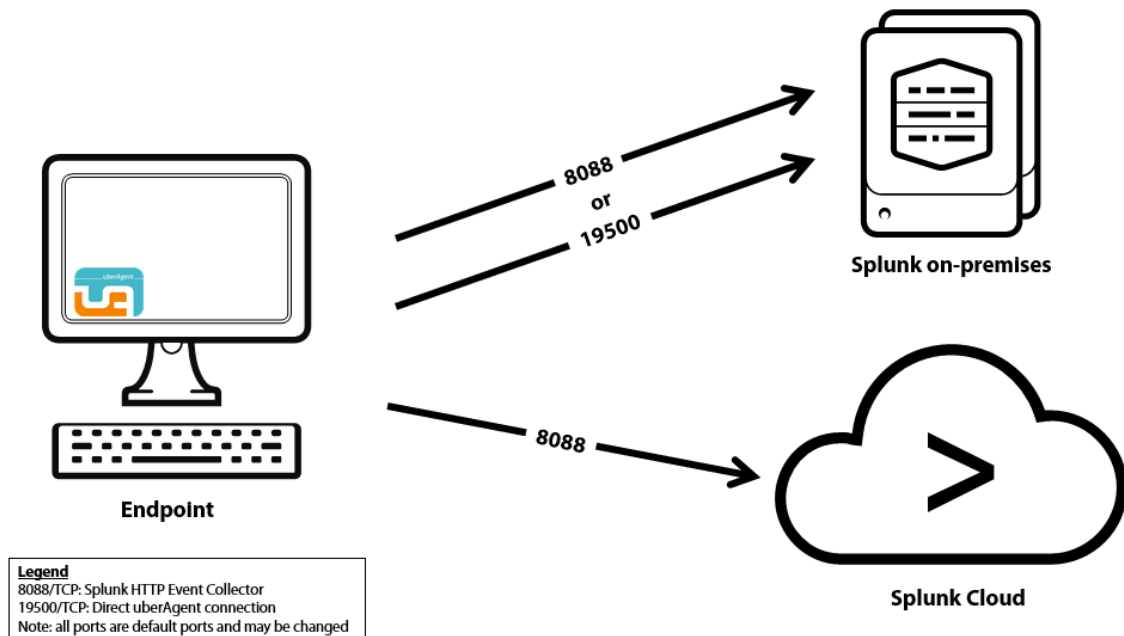 uberAgent
8088
or
19500
Splunk on-premises
8088
Endpoint
Splunk Cloud
Legend
8088/TCP: Splunk HTTP Event Collector
19500/TCP: Direct uberAgent connection
Note: all ports are default ports and may be changed